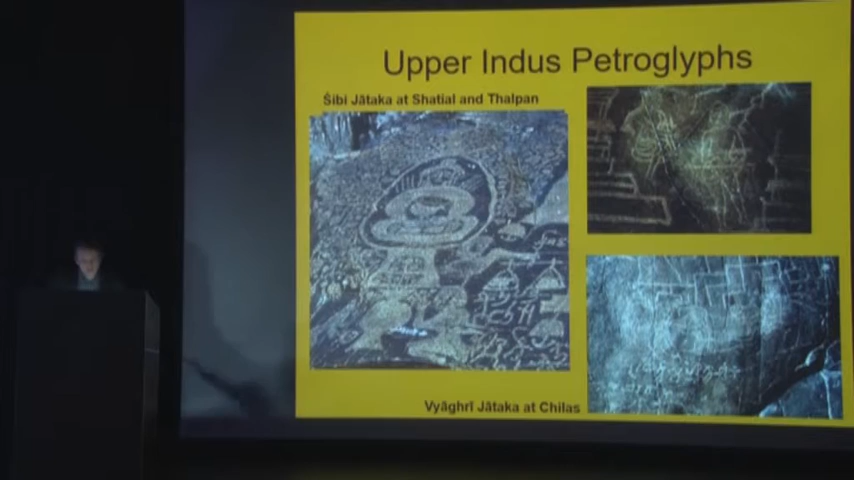 Upper Indus Petroglyphs
Śibi Jātaka at Shatial and Thalpan
Vyāghrī Jātaka at Chilas